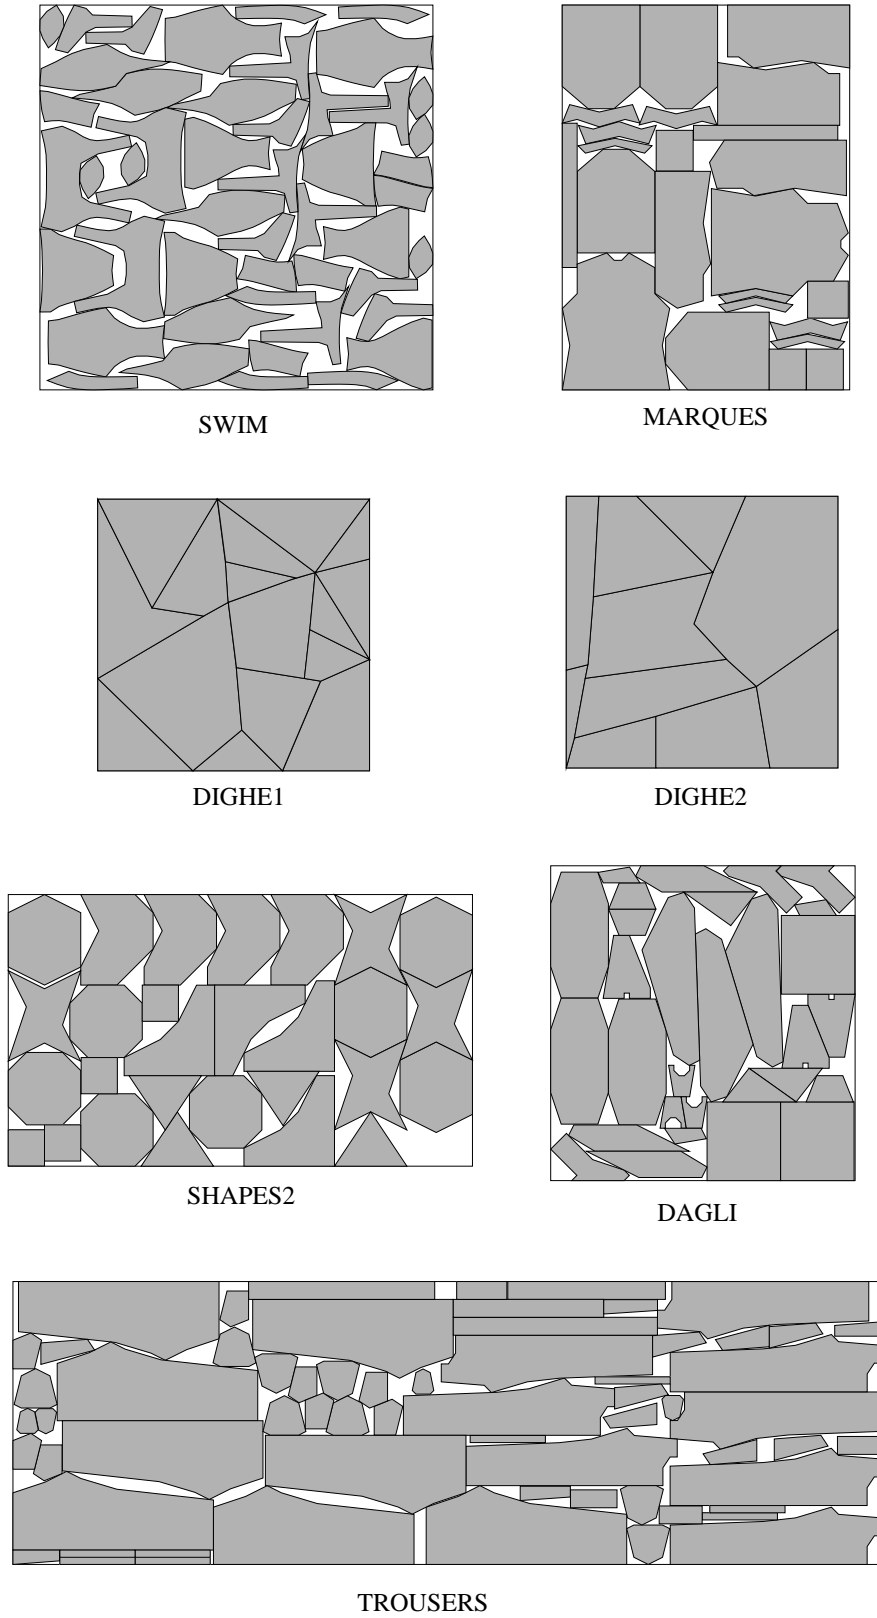 SWIM
MARQUES
DIGHE1
DIGHE2
SHAPES2
DAGLI
TROUSERS